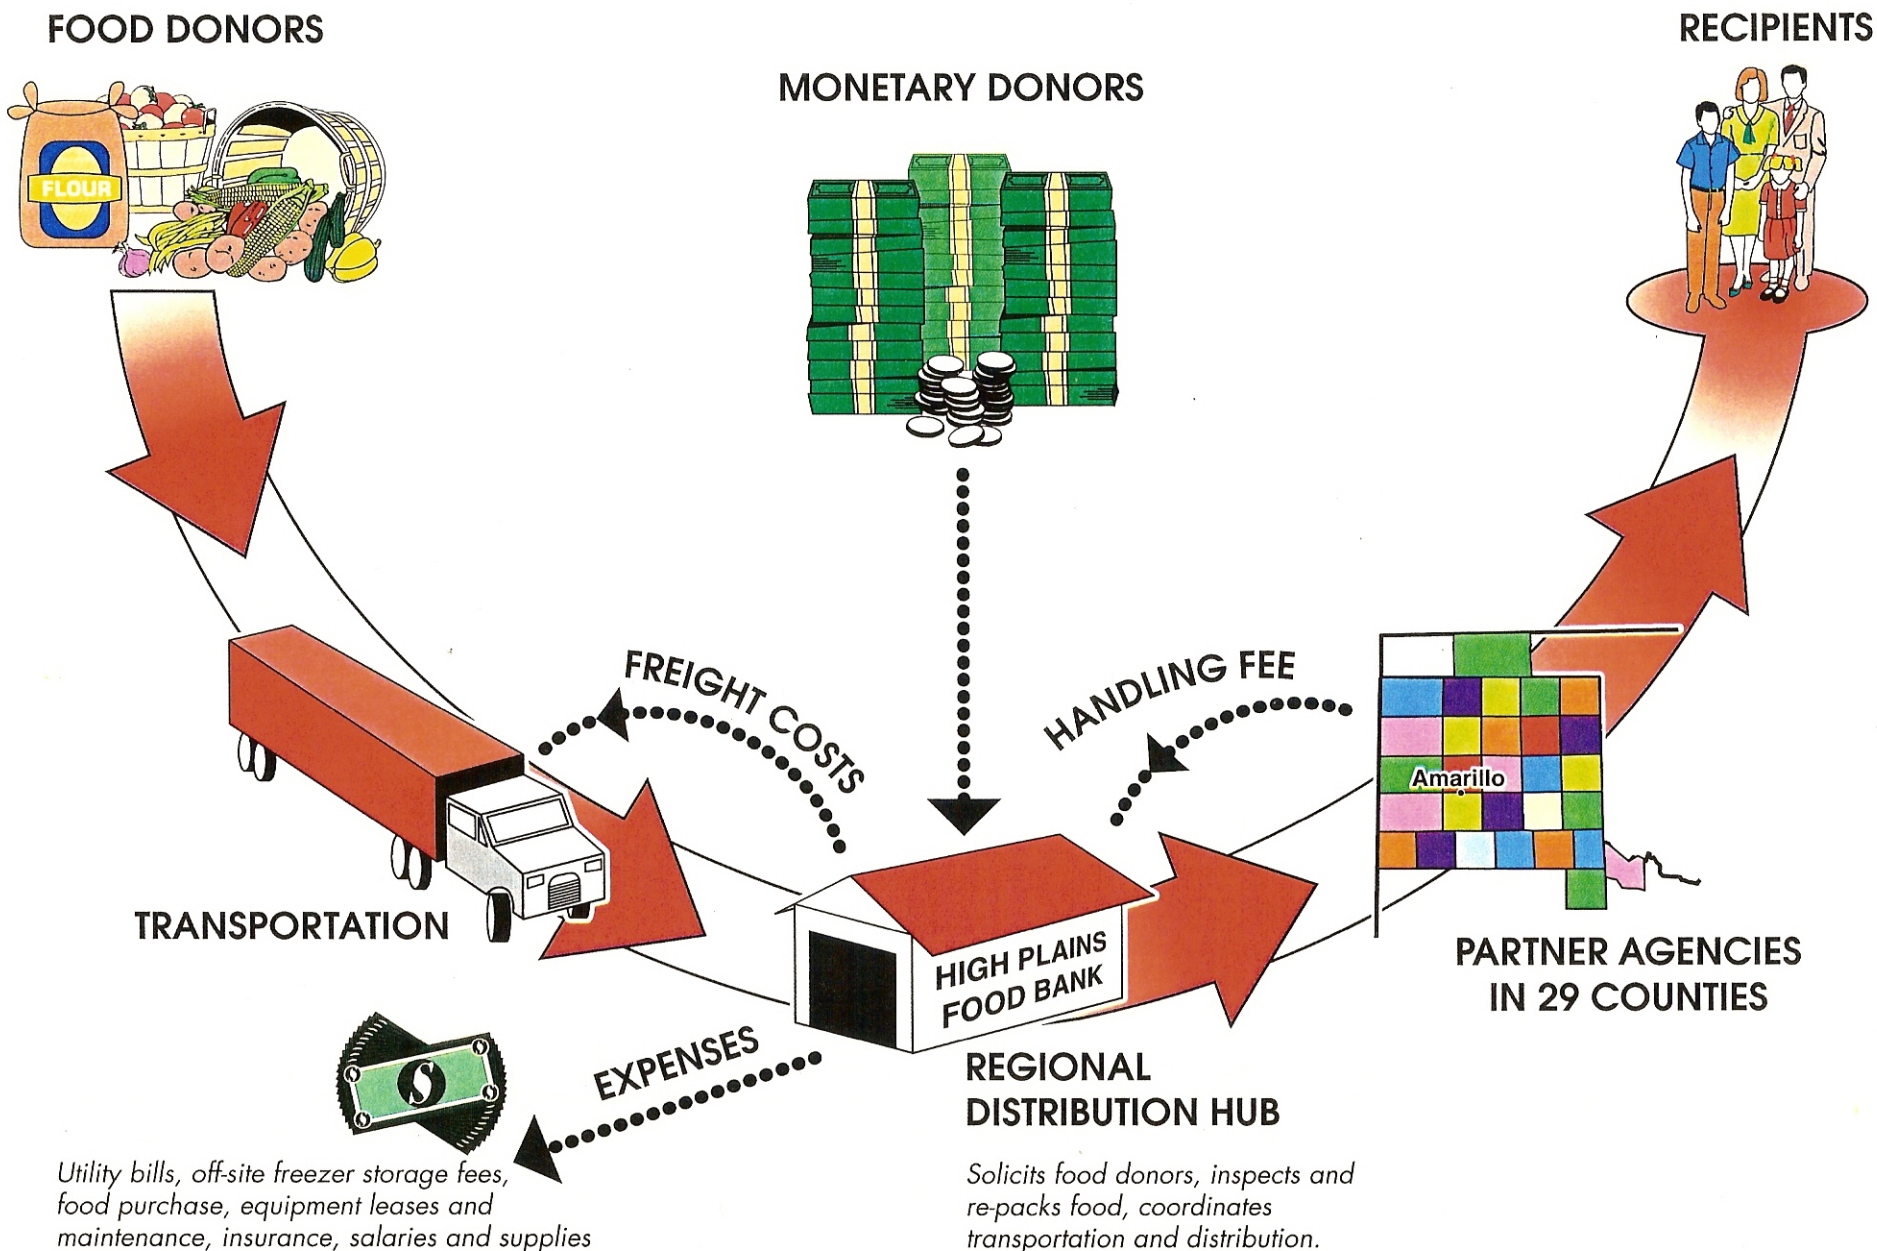 FOOD DONORS
FLOUR
MONETARY DONORS
RECIPIENTS
FREIGHT COSTS
HANDLING FEE
Amarillo
TRANSPORTATION
HIGH PLAINS
FOOD BANK
PARTNER AGENCIES
IN 29 COUNTIES
EXPENSES
$
REGIONAL
DISTRIBUTION HUB
Utility bills, off-site freezer storage fees,
food purchase, equipment leases and
maintenance, insurance, salaries and supplies
Solicits food donors, inspects and
re-packs food, coordinates
transportation and distribution.